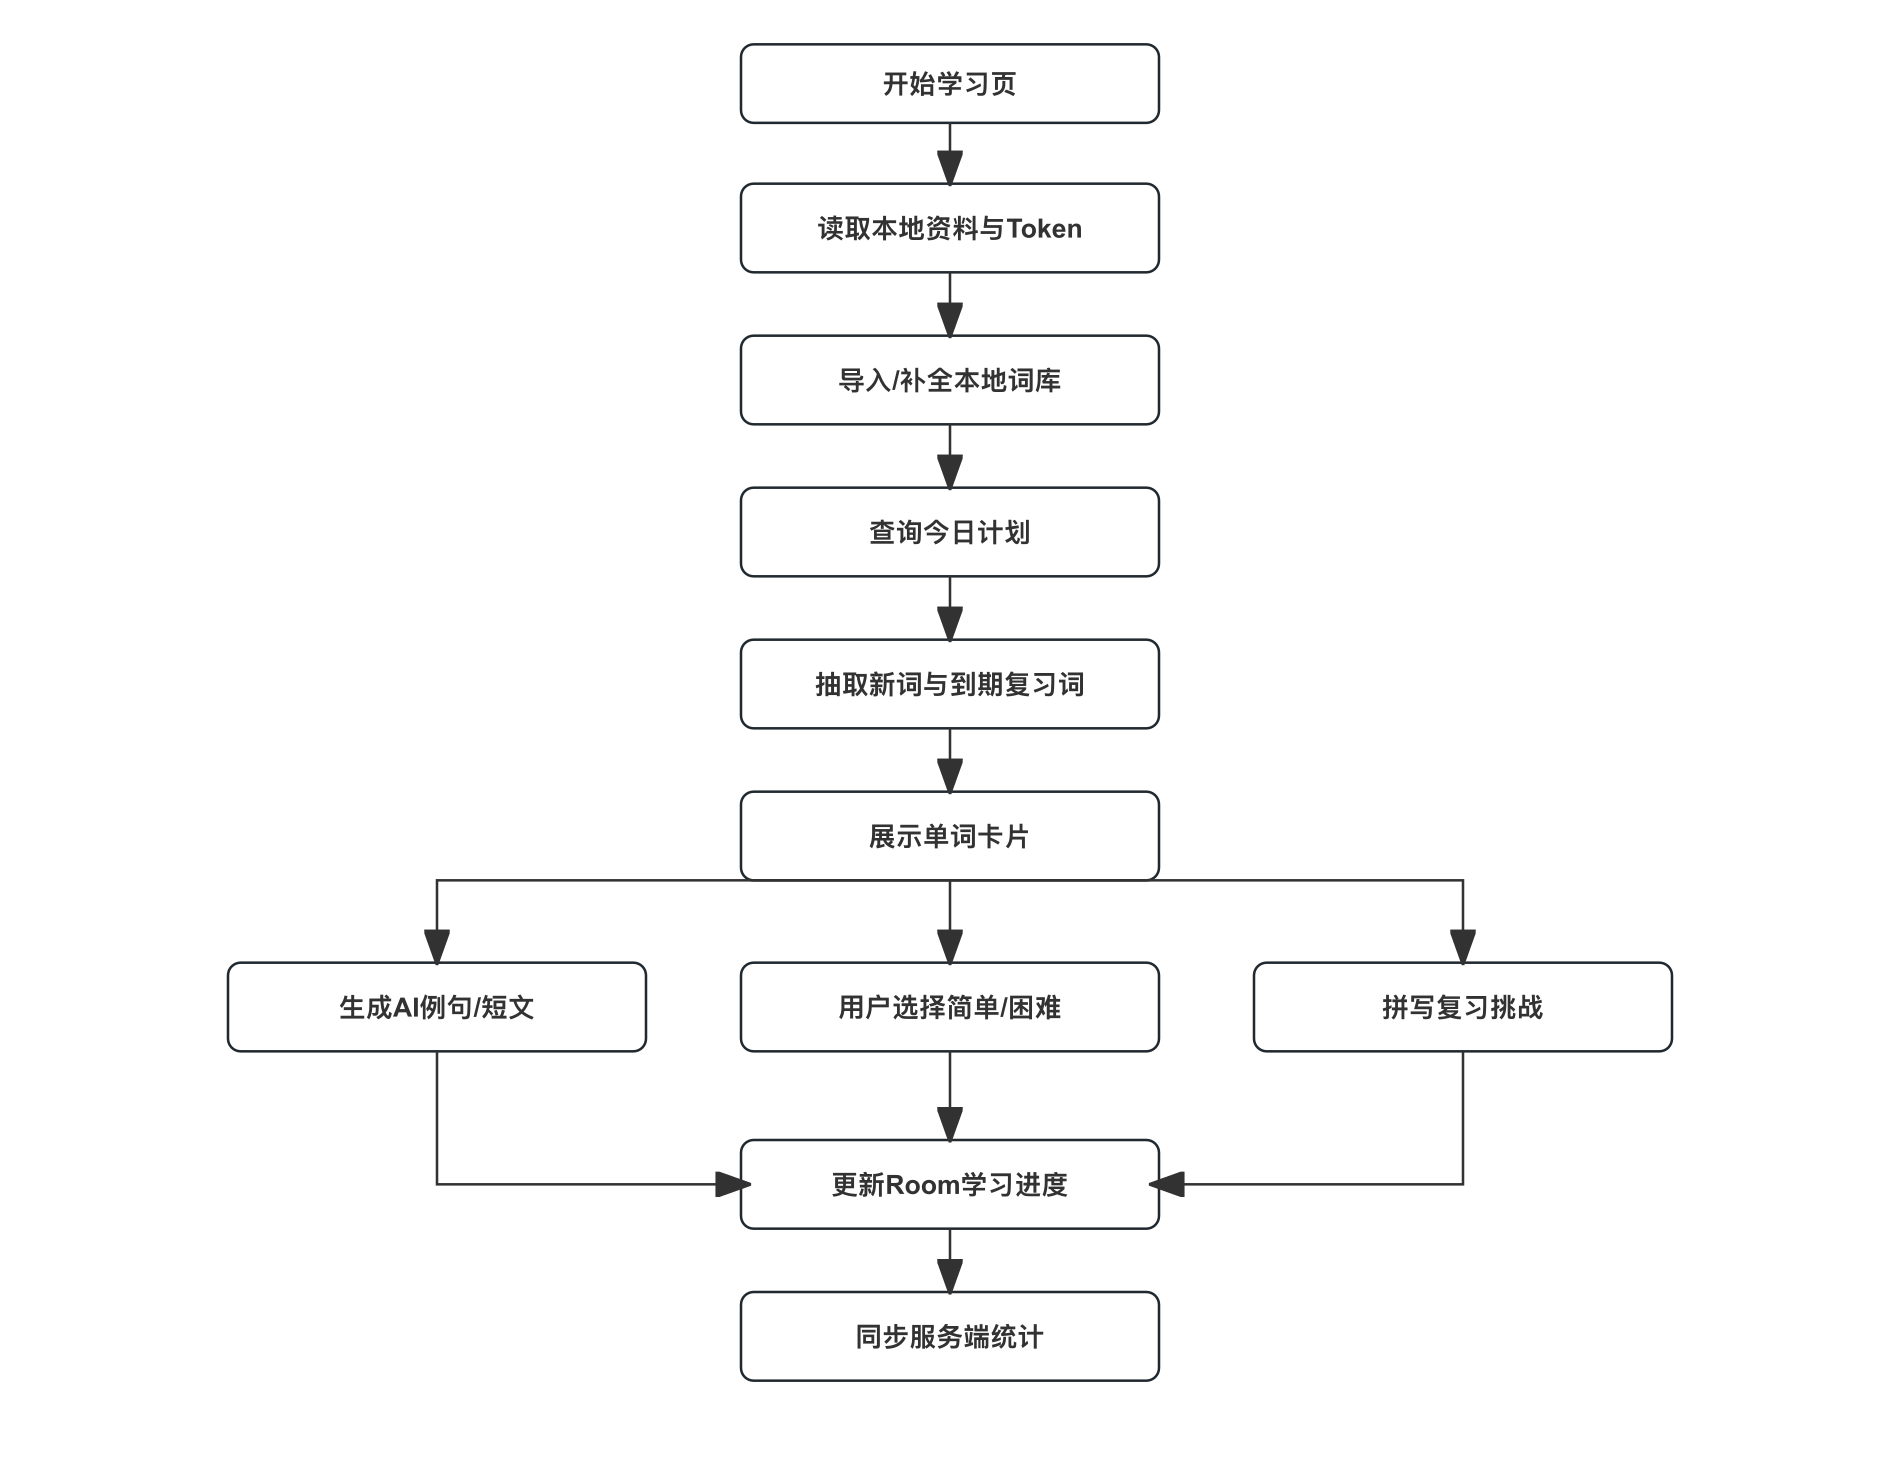 开始学习页
读取本地资料与Token
导入/补全本地词库
查询今日计划
抽取新词与到期复习词
展示单词卡片
生成AI例句/短文
用户选择简单/困难
拼写复习挑战
更新Room学习进度
同步服务端统计